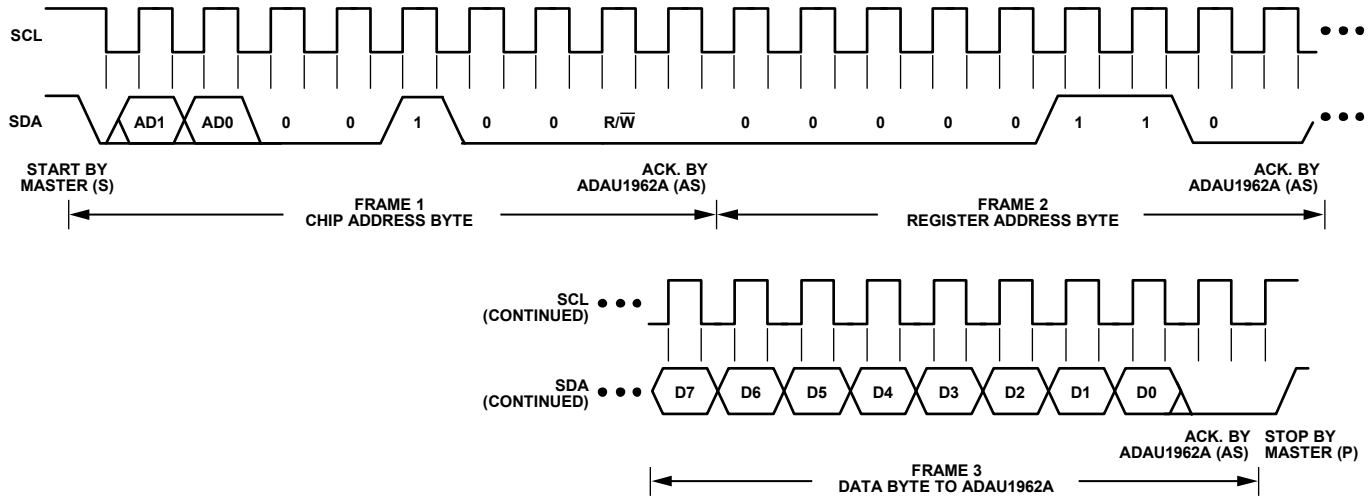 SCL
SDA AD1 AD0 0 0 1 0 0 R/W̅ 0 0 0 0 0 1 1 0
START BY
MASTER (S)
ACK. BY
ADAU1962A (AS)
ACK. BY
ADAU1962A (AS)
FRAME 1
CHIP ADDRESS BYTE
FRAME 2
REGISTER ADDRESS BYTE
SCL
(CONTINUED)
SDA
(CONTINUED)
D7 D6 D5 D4 D3 D2 D1 D0
ACK. BY
ADAU1962A (AS)
STOP BY
MASTER (P)
FRAME 3
DATA BYTE TO ADAU1962A